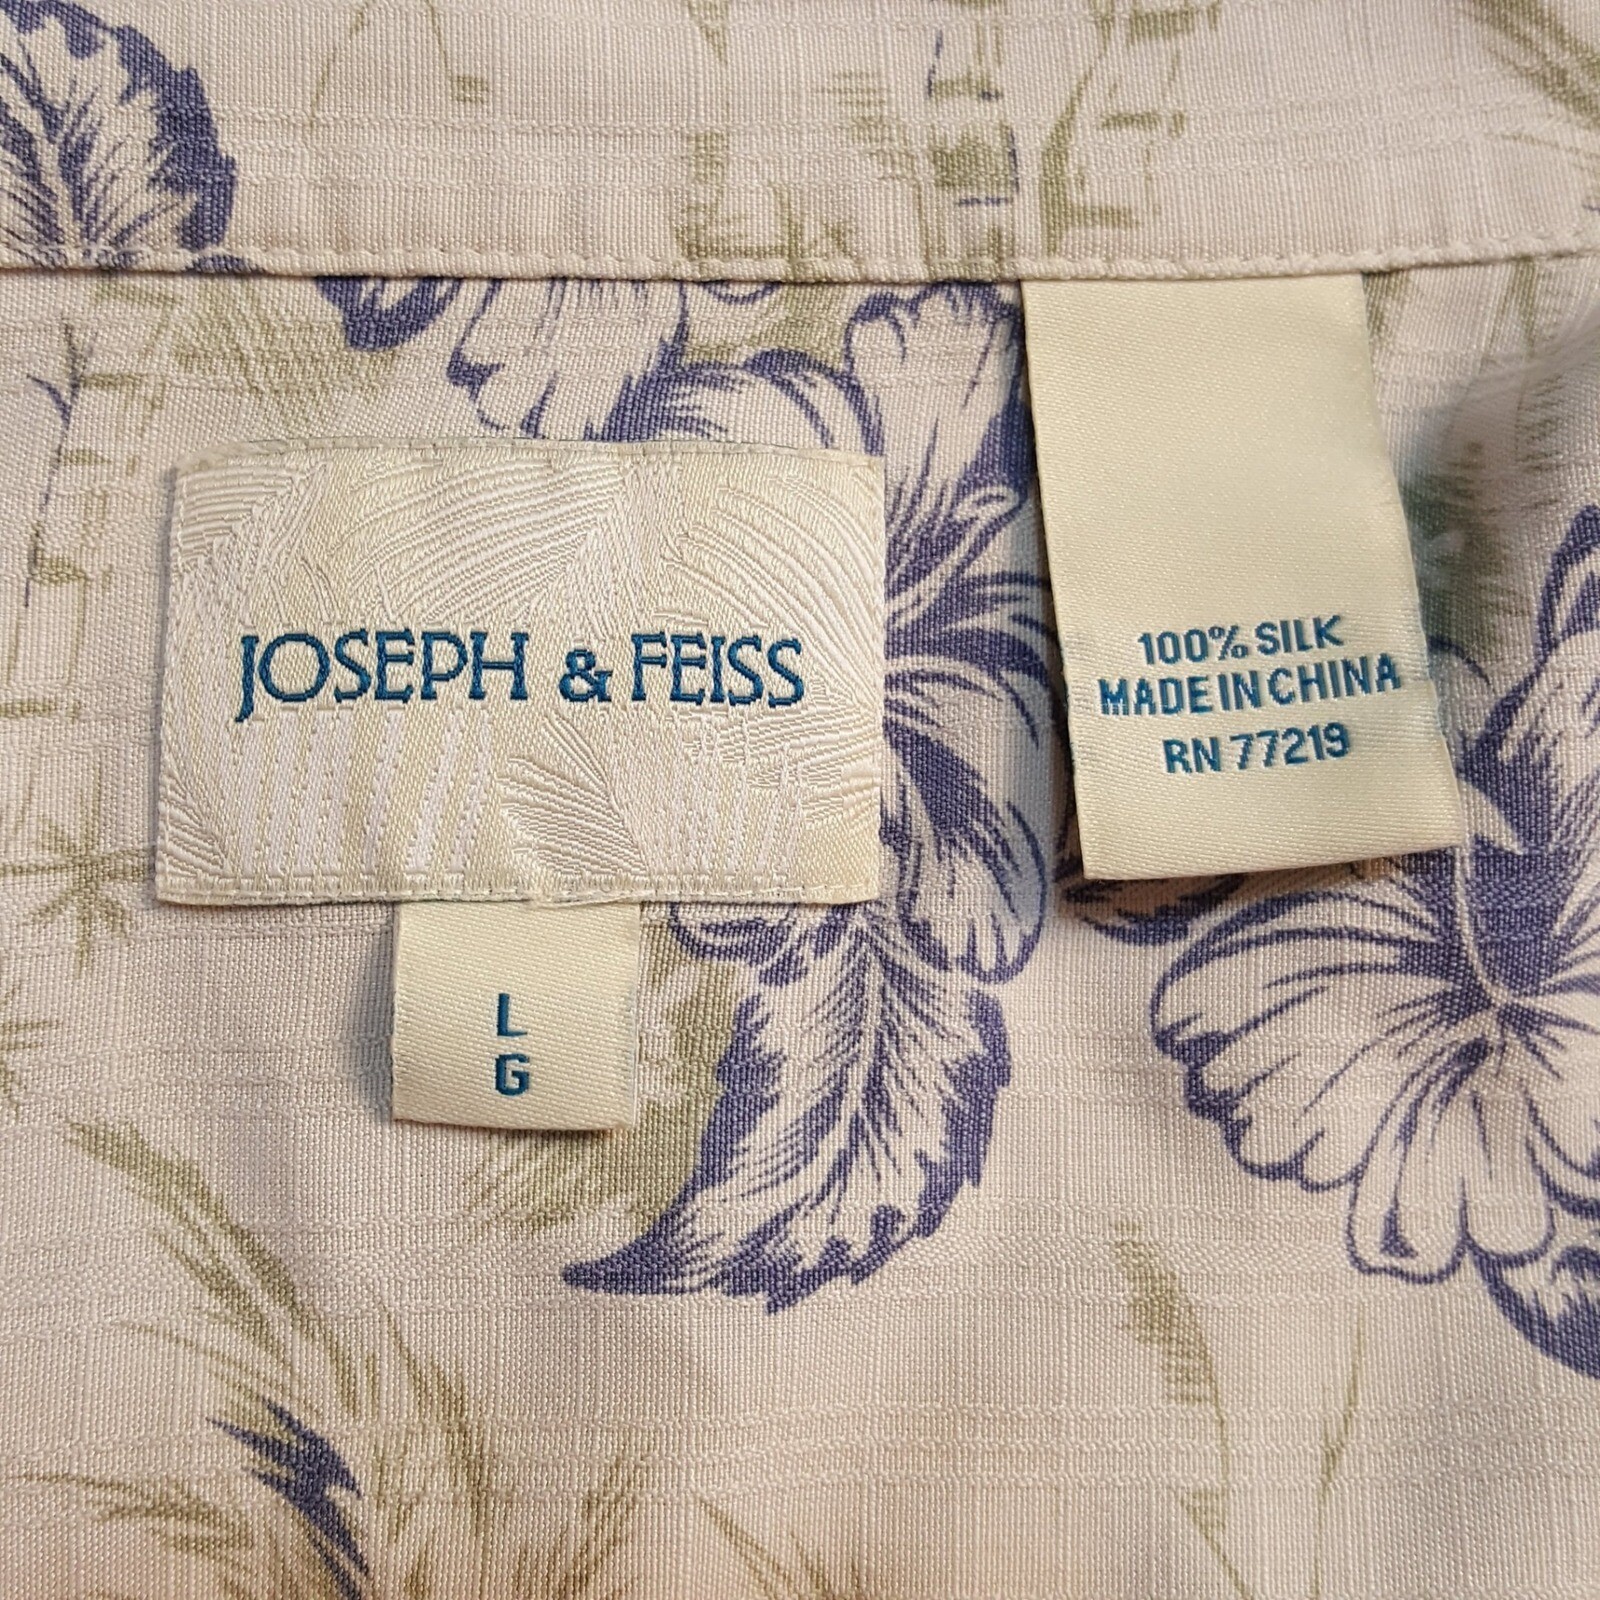 JOSEPH & FEISS
L
G
100% SILK
MADE IN CHINA
RN 77219